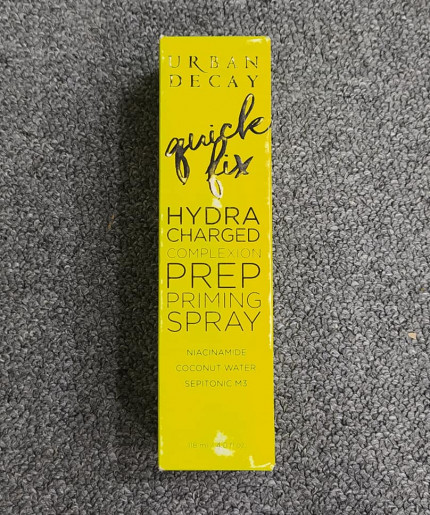 URBAN
DECAY
quick
fix
HYDRA
CHARGED
COMPLEXION
PREP
PRIMING
SPRAY
NIACINAMIDE
COCONUT WATER
SEPITONIC M3